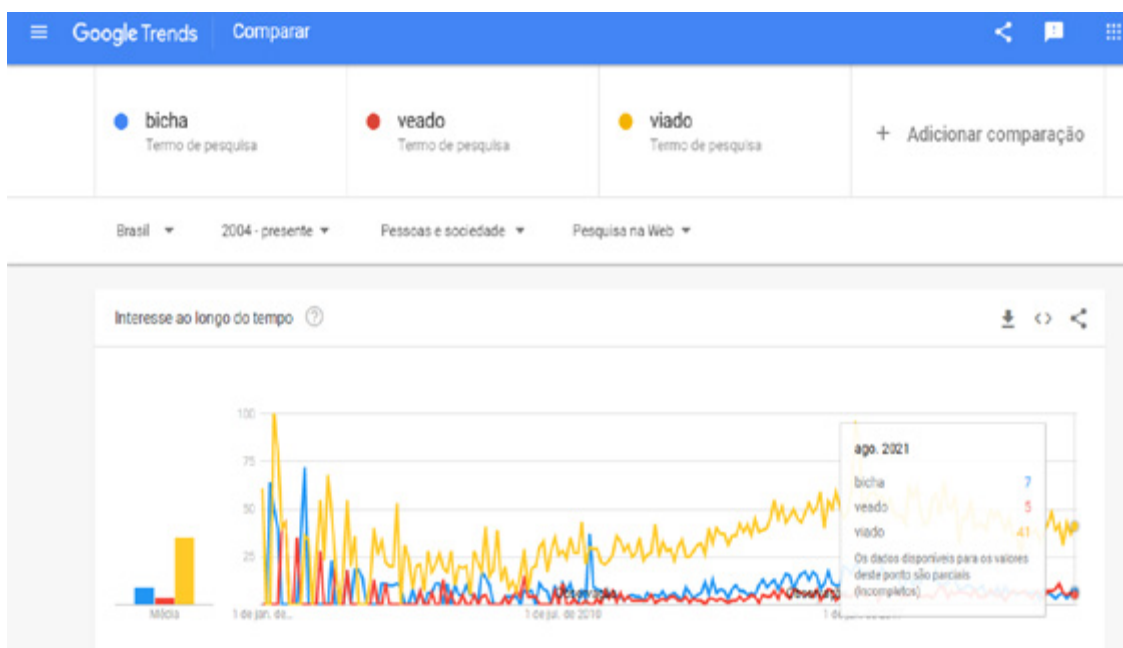 Google Trends Comparar
bicha
Termo de pesquisa
veado
Termo de pesquisa
viado
Termo de pesquisa
+ Adicionar comparação
Brasil
2004 - presente
Pessoas e sociedade
Pesquisa na Web
Interesse ao longo do tempo
100
75
50
25
ago. 2021
bicha 7
veado 5
viado 41
Os dados disponíveis para os valores
deste ponto são parciais
(incompletos)
Média
1 de jan. de...
Observação
1 de jul. de 2010